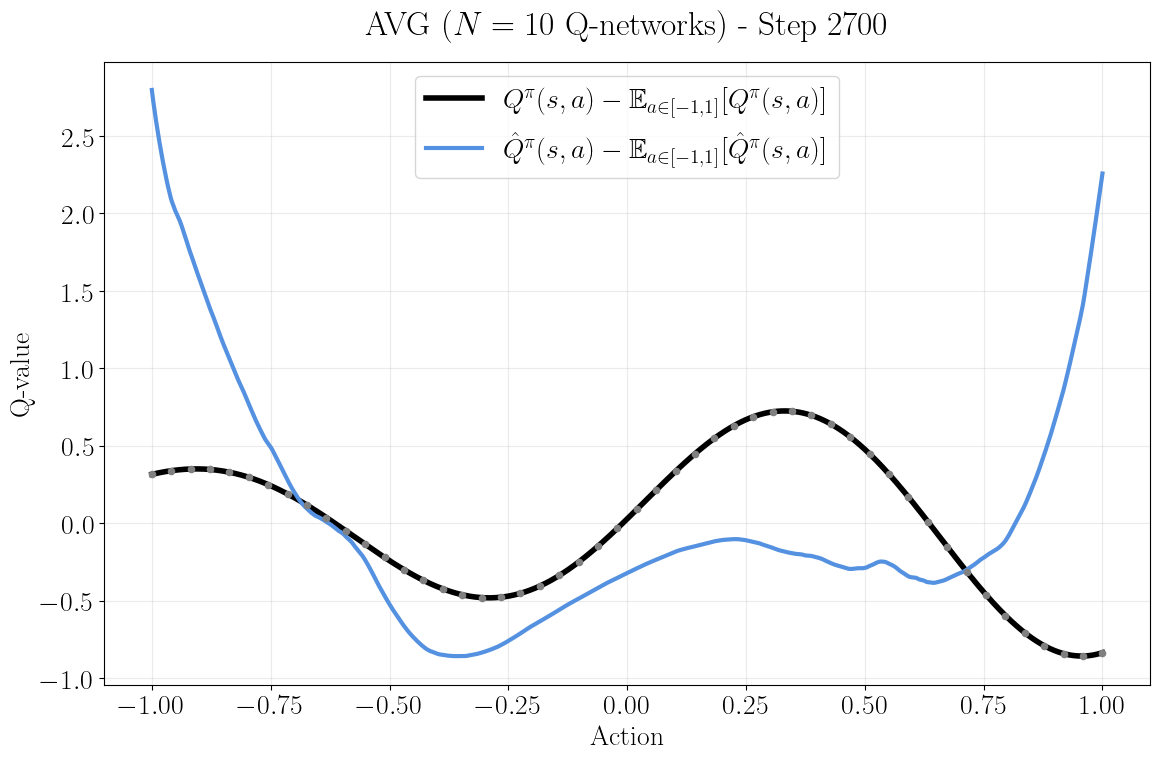 AVG (N = 10 Q-networks) - Step 2700
Q^π(s, a) − 𝔼_{a∈[−1,1]}[Q^π(s, a)]
Q̂^π(s, a) − 𝔼_{a∈[−1,1]}[Q̂^π(s, a)]
Q-value
2.5
2.0
1.5
1.0
0.5
0.0
−0.5
−1.0
−1.00 −0.75 −0.50 −0.25 0.00 0.25 0.50 0.75 1.00
Action